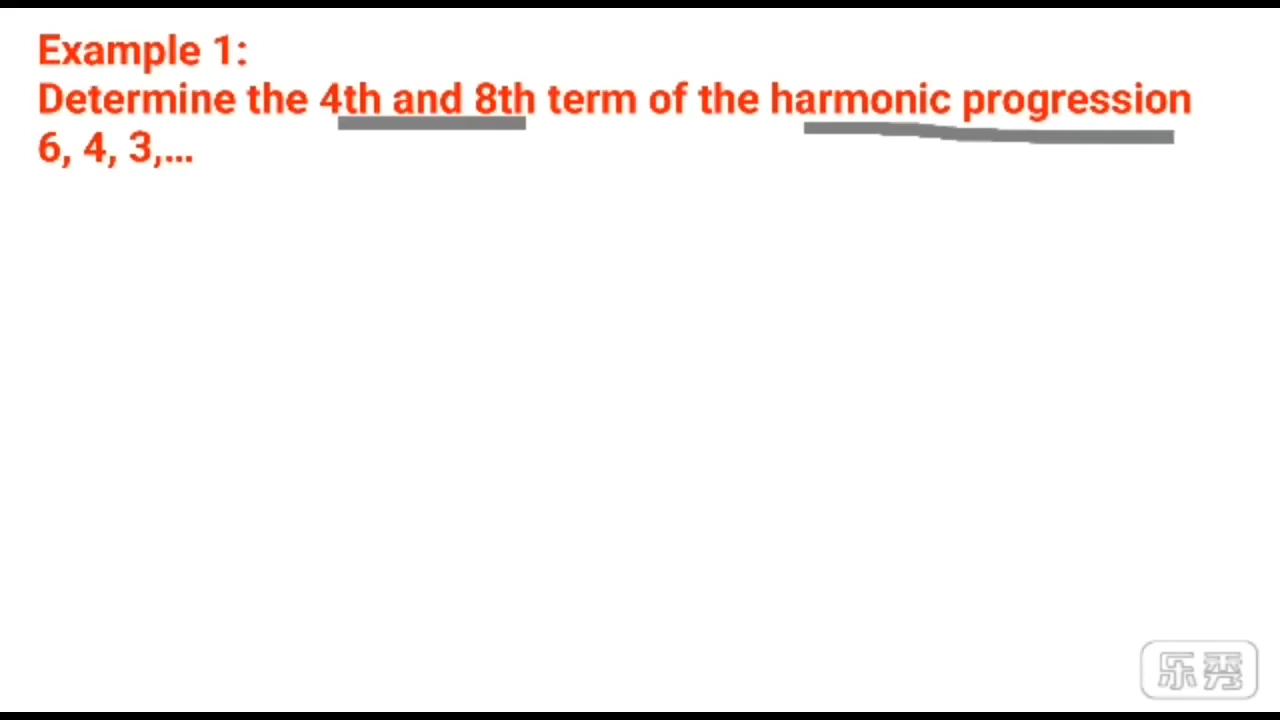 Example 1:
Determine the 4th and 8th term of the harmonic progression
6, 4, 3,...
乐秀